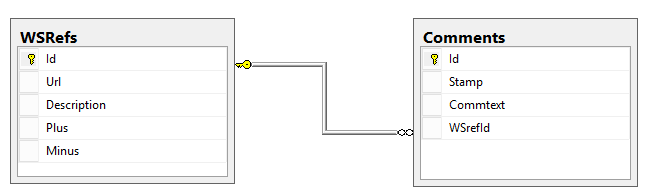 WSRefs
Id
Url
Description
Plus
Minus
Comments
Id
Stamp
Commtext
WSrefId